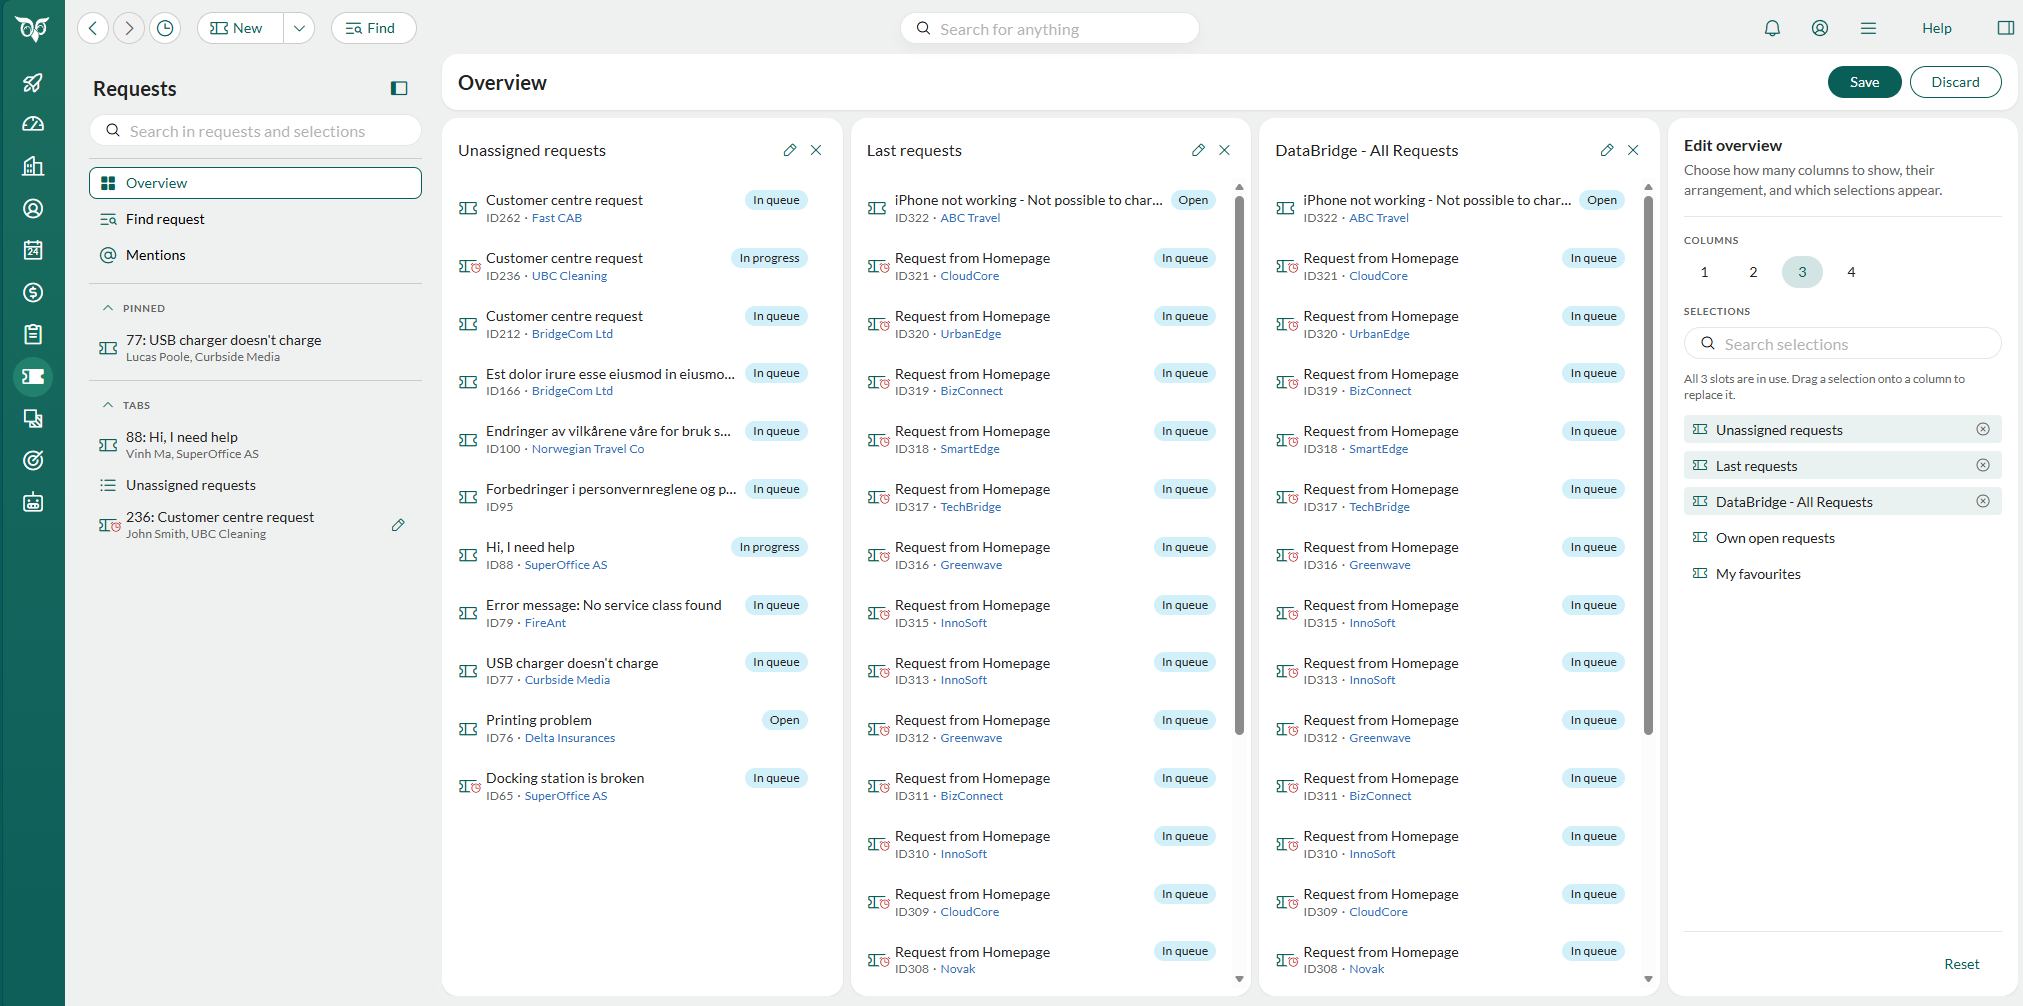 New
Find
Search for anything
Help
24
Requests
Search in requests and selections
Overview
Find request
Mentions
PINNED
77: USB charger doesn't charge
Lucas Poole, Curbside Media
TABS
88: Hi, I need help
Vinh Ma, SuperOffice AS
Unassigned requests
236: Customer centre request
John Smith, UBC Cleaning
Overview
Save
Discard
Unassigned requests
Customer centre request In queue
ID262 · Fast CAB
Customer centre request In progress
ID236 · UBC Cleaning
Customer centre request In queue
ID212 · BridgeCom Ltd
Est dolor irure esse eiusmod in eiusmo... In queue
ID166 · BridgeCom Ltd
Endringer av vilkårene våre for bruk s... In queue
ID100 · Norwegian Travel Co
Forbedringer i personvernreglene og p... In queue
ID95
Hi, I need help In progress
ID88 · SuperOffice AS
Error message: No service class found In queue
ID79 · FireAnt
USB charger doesn't charge In queue
ID77 · Curbside Media
Printing problem Open
ID76 · Delta Insurances
Docking station is broken In queue
ID65 · SuperOffice AS
Last requests
iPhone not working - Not possible to char... Open
ID322 · ABC Travel
Request from Homepage In queue
ID321 · CloudCore
Request from Homepage In queue
ID320 · UrbanEdge
Request from Homepage In queue
ID319 · BizConnect
Request from Homepage In queue
ID318 · SmartEdge
Request from Homepage In queue
ID317 · TechBridge
Request from Homepage In queue
ID316 · Greenwave
Request from Homepage In queue
ID315 · InnoSoft
Request from Homepage In queue
ID313 · InnoSoft
Request from Homepage In queue
ID312 · Greenwave
Request from Homepage In queue
ID311 · BizConnect
Request from Homepage In queue
ID310 · InnoSoft
Request from Homepage In queue
ID309 · CloudCore
Request from Homepage In queue
ID308 · Novak
DataBridge - All Requests
iPhone not working - Not possible to char... Open
ID322 · ABC Travel
Request from Homepage In queue
ID321 · CloudCore
Request from Homepage In queue
ID320 · UrbanEdge
Request from Homepage In queue
ID319 · BizConnect
Request from Homepage In queue
ID318 · SmartEdge
Request from Homepage In queue
ID317 · TechBridge
Request from Homepage In queue
ID316 · Greenwave
Request from Homepage In queue
ID315 · InnoSoft
Request from Homepage In queue
ID313 · InnoSoft
Request from Homepage In queue
ID312 · Greenwave
Request from Homepage In queue
ID311 · BizConnect
Request from Homepage In queue
ID310 · InnoSoft
Request from Homepage In queue
ID309 · CloudCore
Request from Homepage In queue
ID308 · Novak
Edit overview
Choose how many columns to show, their
arrangement, and which selections appear.
COLUMNS
1 2 3 4
SELECTIONS
Search selections
All 3 slots are in use. Drag a selection onto a column to
replace it.
Unassigned requests
Last requests
DataBridge - All Requests
Own open requests
My favourites
Reset